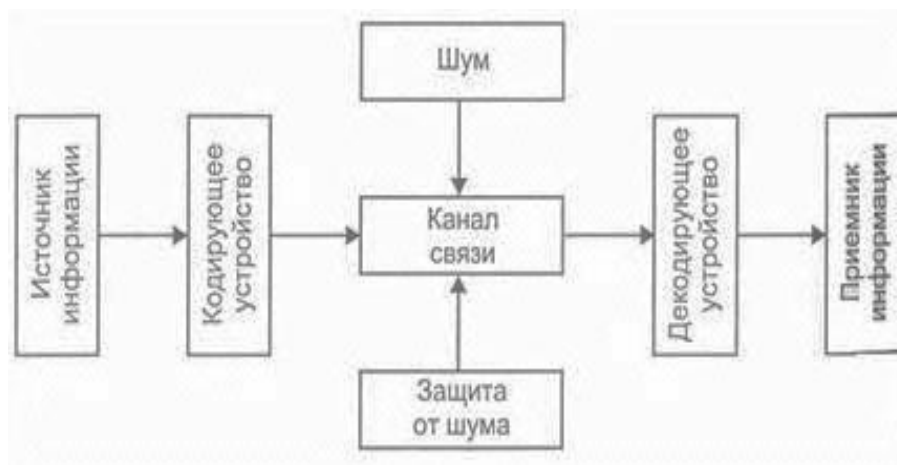 Шум
Источник
информации
Кодирующее
устройство
Канал
связи
Декодирующее
устройство
Приемник
информации
Защита
от шума